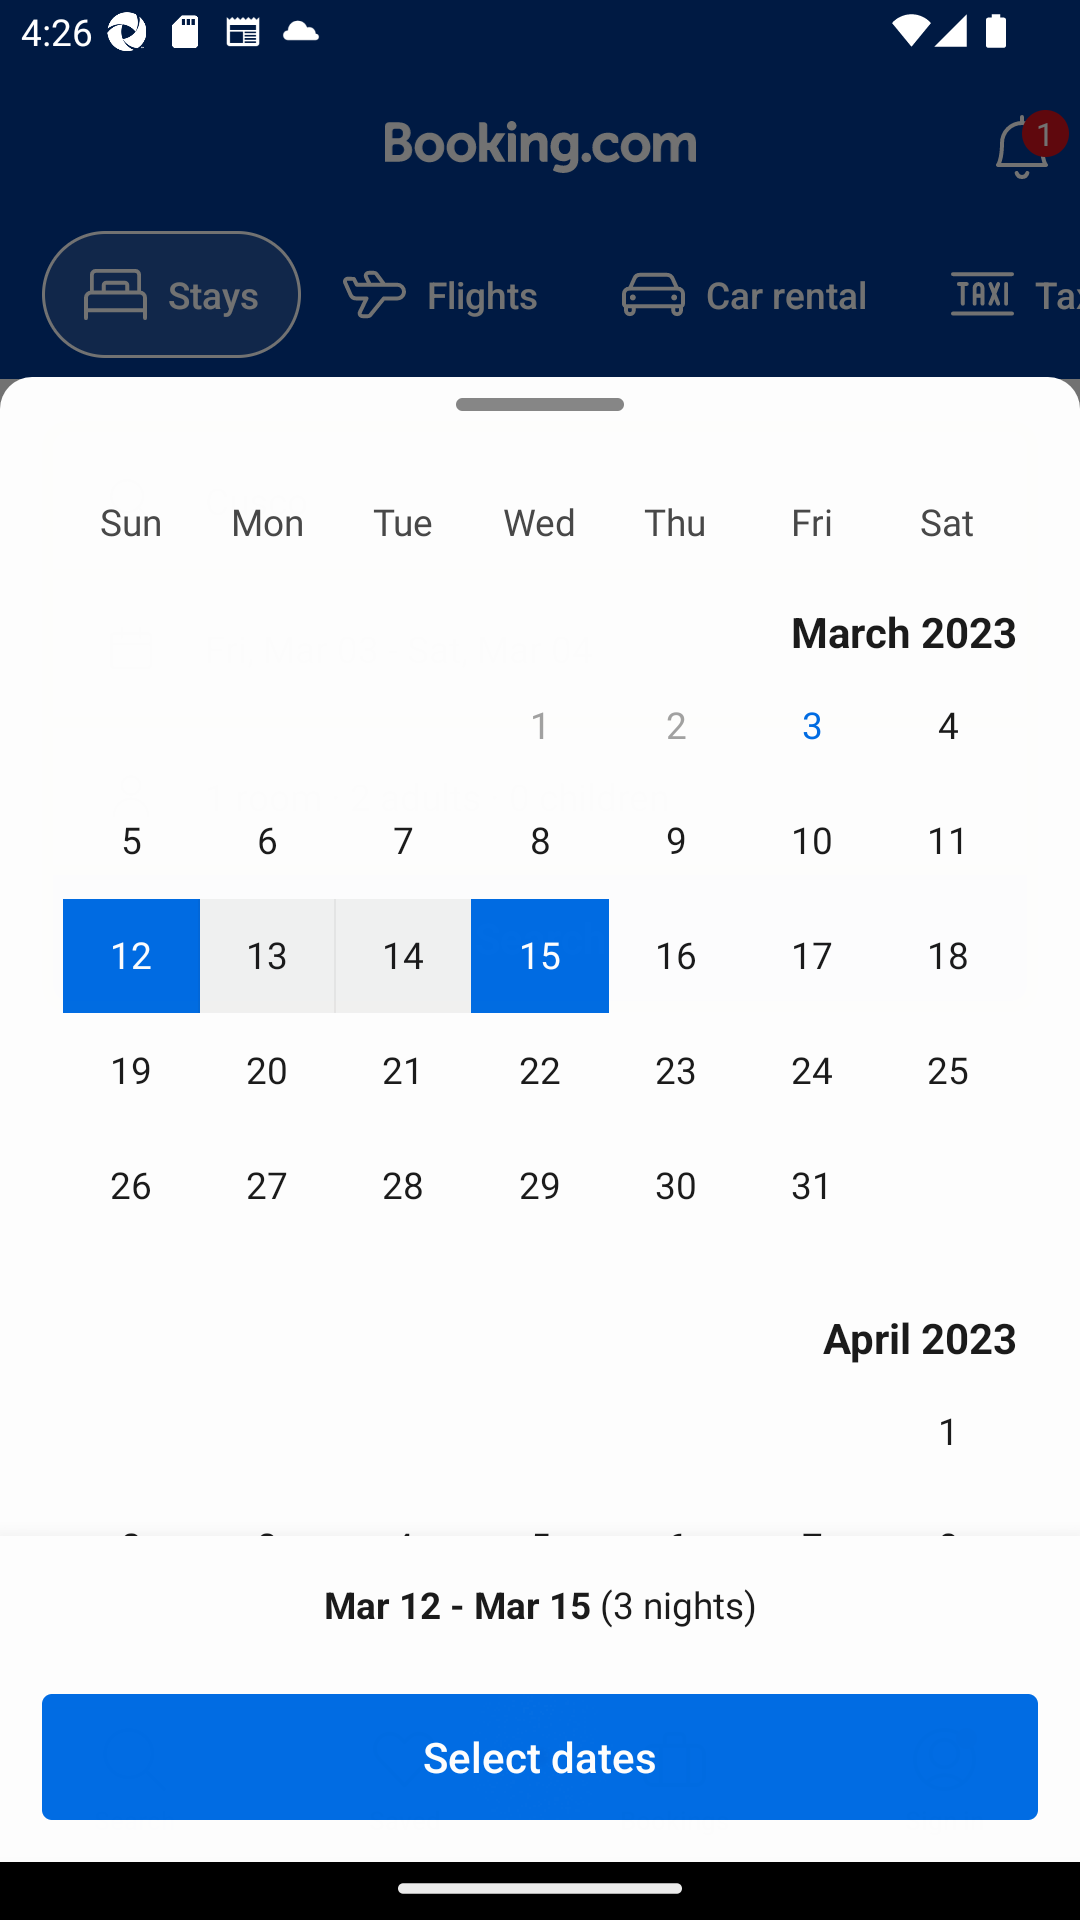 4:26
Booking.com
1
Stays Flights Car rental
Sun Mon Tue Wed Thu Fri Sat
March 2023
1 2 3 4
5 6 7 8 9 10 11
12 13 14 15 16 17 18
19 20 21 22 23 24 25
26 27 28 29 30 31
April 2023
1
Mar 12 - Mar 15 (3 nights)
Select dates